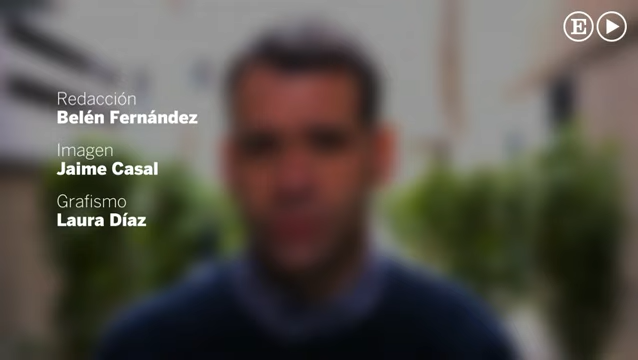 Redacción
Belén Fernández
Imagen
Jaime Casal
Grafismo
Laura Díaz
E